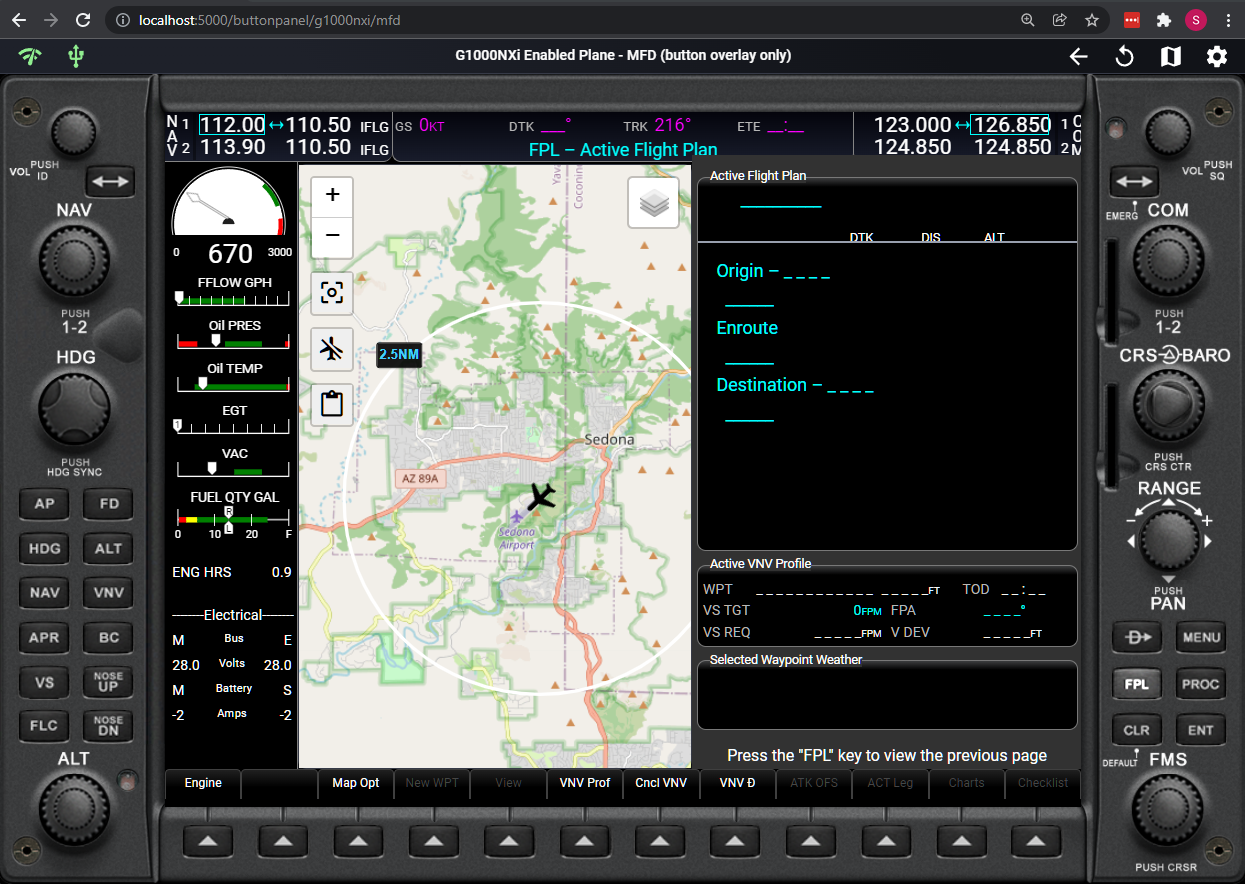 localhost:5000/buttonpanel/g1000nxi/mfd
S
G1000NXi Enabled Plane - MFD (button overlay only)
NAV
1 112.00 ↔ 110.50 IFLG
2 113.90 110.50 IFLG
GS 0KT DTK ___° TRK 216° ETE __:__
FPL – Active Flight Plan
123.000 ↔ 126.850 1
124.850 124.850 2
VOL PUSH ID
NAV
PUSH
1-2
HDG
PUSH
HDG SYNC
AP FD
HDG ALT
NAV VNV
APR BC
VS NOSE UP
FLC NOSE DN
ALT
0 670 3000
FFLOW GPH
Oil PRES
Oil TEMP
EGT
1
VAC
FUEL QTY GAL
R
L
0 10 20 F
ENG HRS 0.9
Electrical
M Bus E
28.0 Volts 28.0
M Battery S
-2 Amps -2
+
−
2.5NM
Yava
Coconin
Sedona
AZ 89A
Sedona
Airport
Active Flight Plan
__________
DTK DIS ALT
Origin – _ _ _ _
______
Enroute
______
Destination – _ _ _ _
______
Active VNV Profile
WPT _ _ _ _ _ _ _ _ _ _ _ _ _ _ _ _ _FT TOD _ _:_ _
VS TGT 0FPM FPA _ _ _ _°
VS REQ _ _ _ _ _FPM V DEV _ _ _ _ _FT
Selected Waypoint Weather
Press the "FPL" key to view the previous page
Engine Map Opt New WPT View VNV Prof Cncl VNV VNV Đ ATK OFS ACT Leg Charts Checklist
VOL PUSH SQ
EMERG COM
PUSH
1-2
CRS BARO
PUSH
CRS CTR
RANGE
− +
PUSH
PAN
D MENU
FPL PROC
CLR ENT
DEFAULT FMS
PUSH CRSR